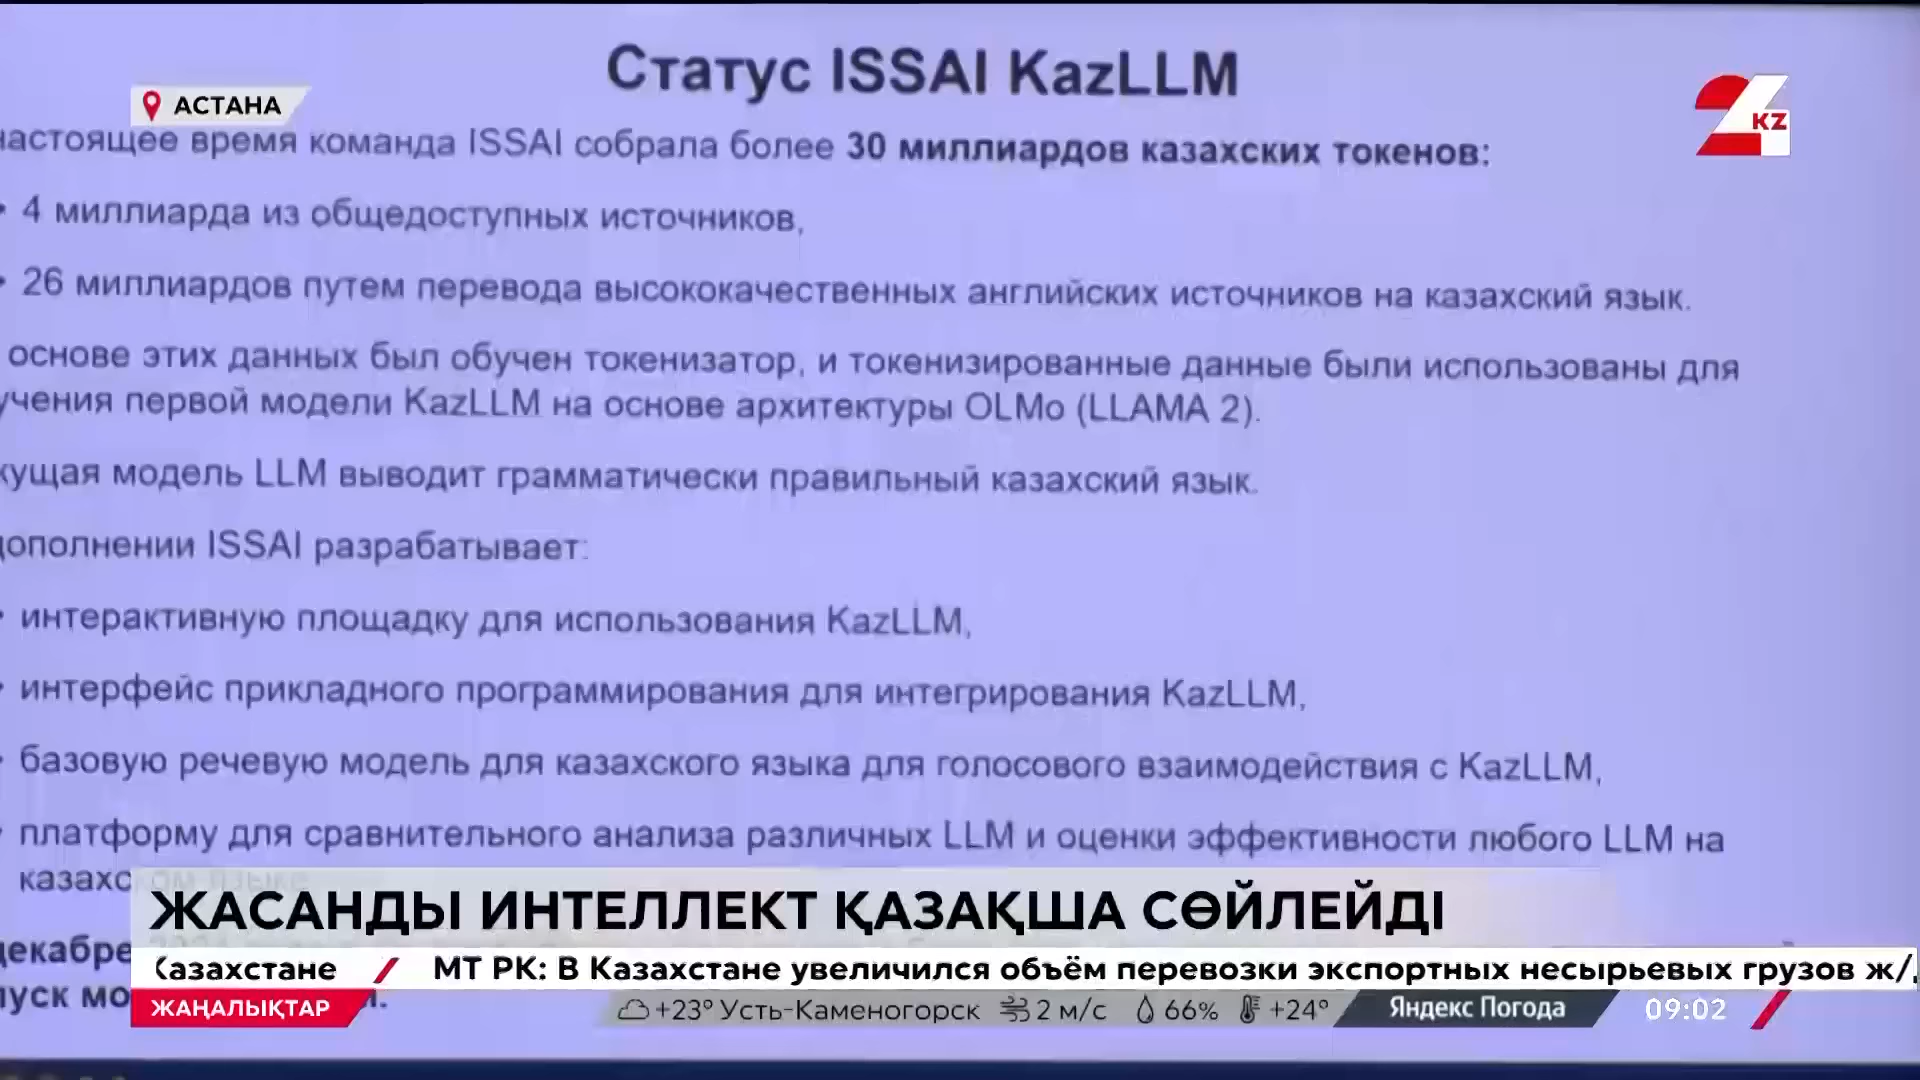 Статус ISSAI KazLLM
АСТАНА
KZ
настоящее время команда ISSAI собрала более 30 миллиардов казахских токенов:
• 4 миллиарда из общедоступных источников,
• 26 миллиардов путем перевода высококачественных английских источников на казахский язык.
основе этих данных был обучен токенизатор, и токенизированные данные были использованы для
учения первой модели KazLLM на основе архитектуры OLMo (LLAMA 2).
кущая модель LLM выводит грамматически правильный казахский язык.
дополнении ISSAI разрабатывает:
• интерактивную площадку для использования KazLLM,
• интерфейс прикладного программирования для интегрирования KazLLM,
• базовую речевую модель для казахского языка для голосового взаимодействия с KazLLM,
• платформу для сравнительного анализа различных LLM и оценки эффективности любого LLM на
ЖАСАНДЫ ИНТЕЛЛЕКТ ҚАЗАҚША СӨЙЛЕЙДІ
декабре
Казахстане / МТ РК: В Казахстане увеличился объём перевозки экспортных несырьевых грузов ж/
ЖАҢАЛЫҚТАР
+23° Усть-Каменогорск 2 м/с 66% +24° Яндекс Погода 09:02